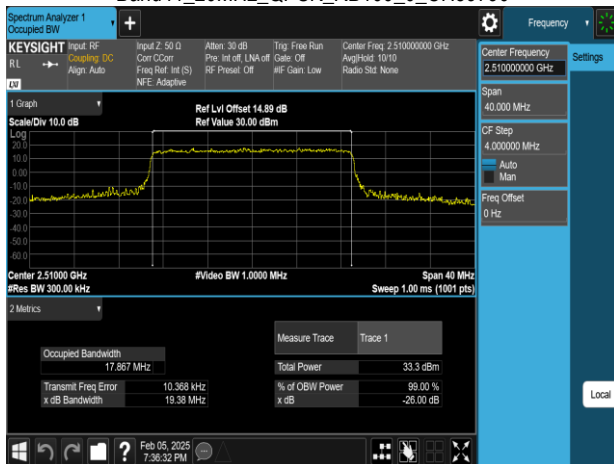 Spectrum Analyzer 1
Occupied BW
+
Frequency
KEYSIGHT
RL
LXI
Input: RF
Coupling: DC
Align: Auto
Input Z: 50 Ω
Corr CCorr
Freq Ref: Int (S)
NFE: Adaptive
Atten: 30 dB
Pre: Int off, LNA off
RF Presel: Off
Trig: Free Run
Gate: Off
#IF Gain: Low
Center Freq: 2.510000000 GHz
Avg|Hold: 10/10
Radio Std: None
Center Frequency
2.510000000 GHz
Settings
Span
40.000 MHz
CF Step
4.000000 MHz
Auto
Man
Freq Offset
0 Hz
Local
1 Graph
Scale/Div 10.0 dB
Ref Lvl Offset 14.89 dB
Ref Value 30.00 dBm
Log
20.0
10.0
0.00
-10.0
-20.0
-30.0
-40.0
-50.0
-60.0
Center 2.51000 GHz
#Res BW 300.00 kHz
#Video BW 1.0000 MHz
Span 40 MHz
Sweep 1.00 ms (1001 pts)
2 Metrics
Measure Trace
Trace 1
Occupied Bandwidth
17.867 MHz
Total Power
33.3 dBm
Transmit Freq Error
10.368 kHz
% of OBW Power
99.00 %
x dB Bandwidth
19.38 MHz
x dB
-26.00 dB
?
Feb 05, 2025
7:36:32 PM